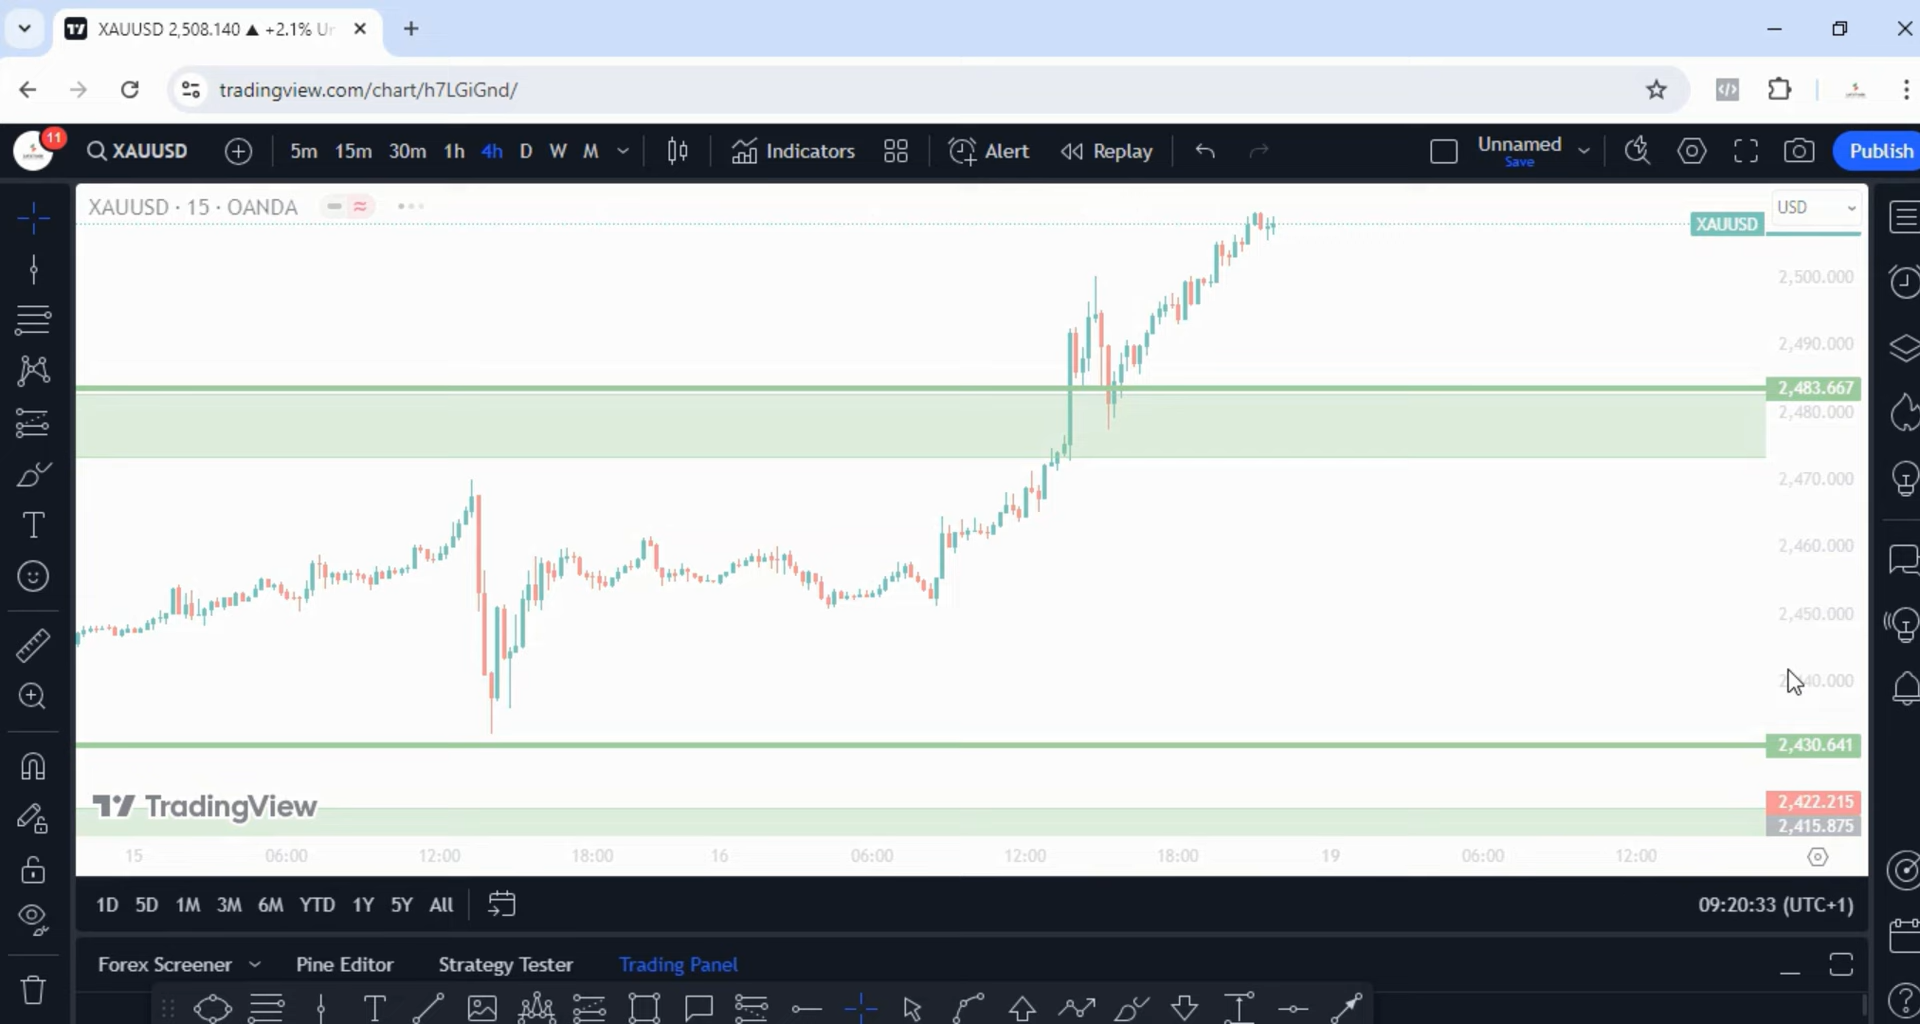 XAUUSD 2,508.140 ▲ +2.1% Un
tradingview.com/chart/h7LGiGnd/
11
XAUUSD
5m 15m 30m 1h 4h D W M
Indicators
Alert
Replay
Unnamed
Save
Publish
XAUUSD · 15 · OANDA
USD
XAUUSD
2,500.000
2,490.000
2,483.667
2,480.000
2,470.000
2,460.000
2,450.000
40.000
2,430.641
2,422.215
2,415.875
TradingView
15 06:00 12:00 18:00 16 06:00 12:00 18:00 19 06:00 12:00
1D 5D 1M 3M 6M YTD 1Y 5Y All
09:20:33 (UTC+1)
Forex Screener Pine Editor Strategy Tester Trading Panel